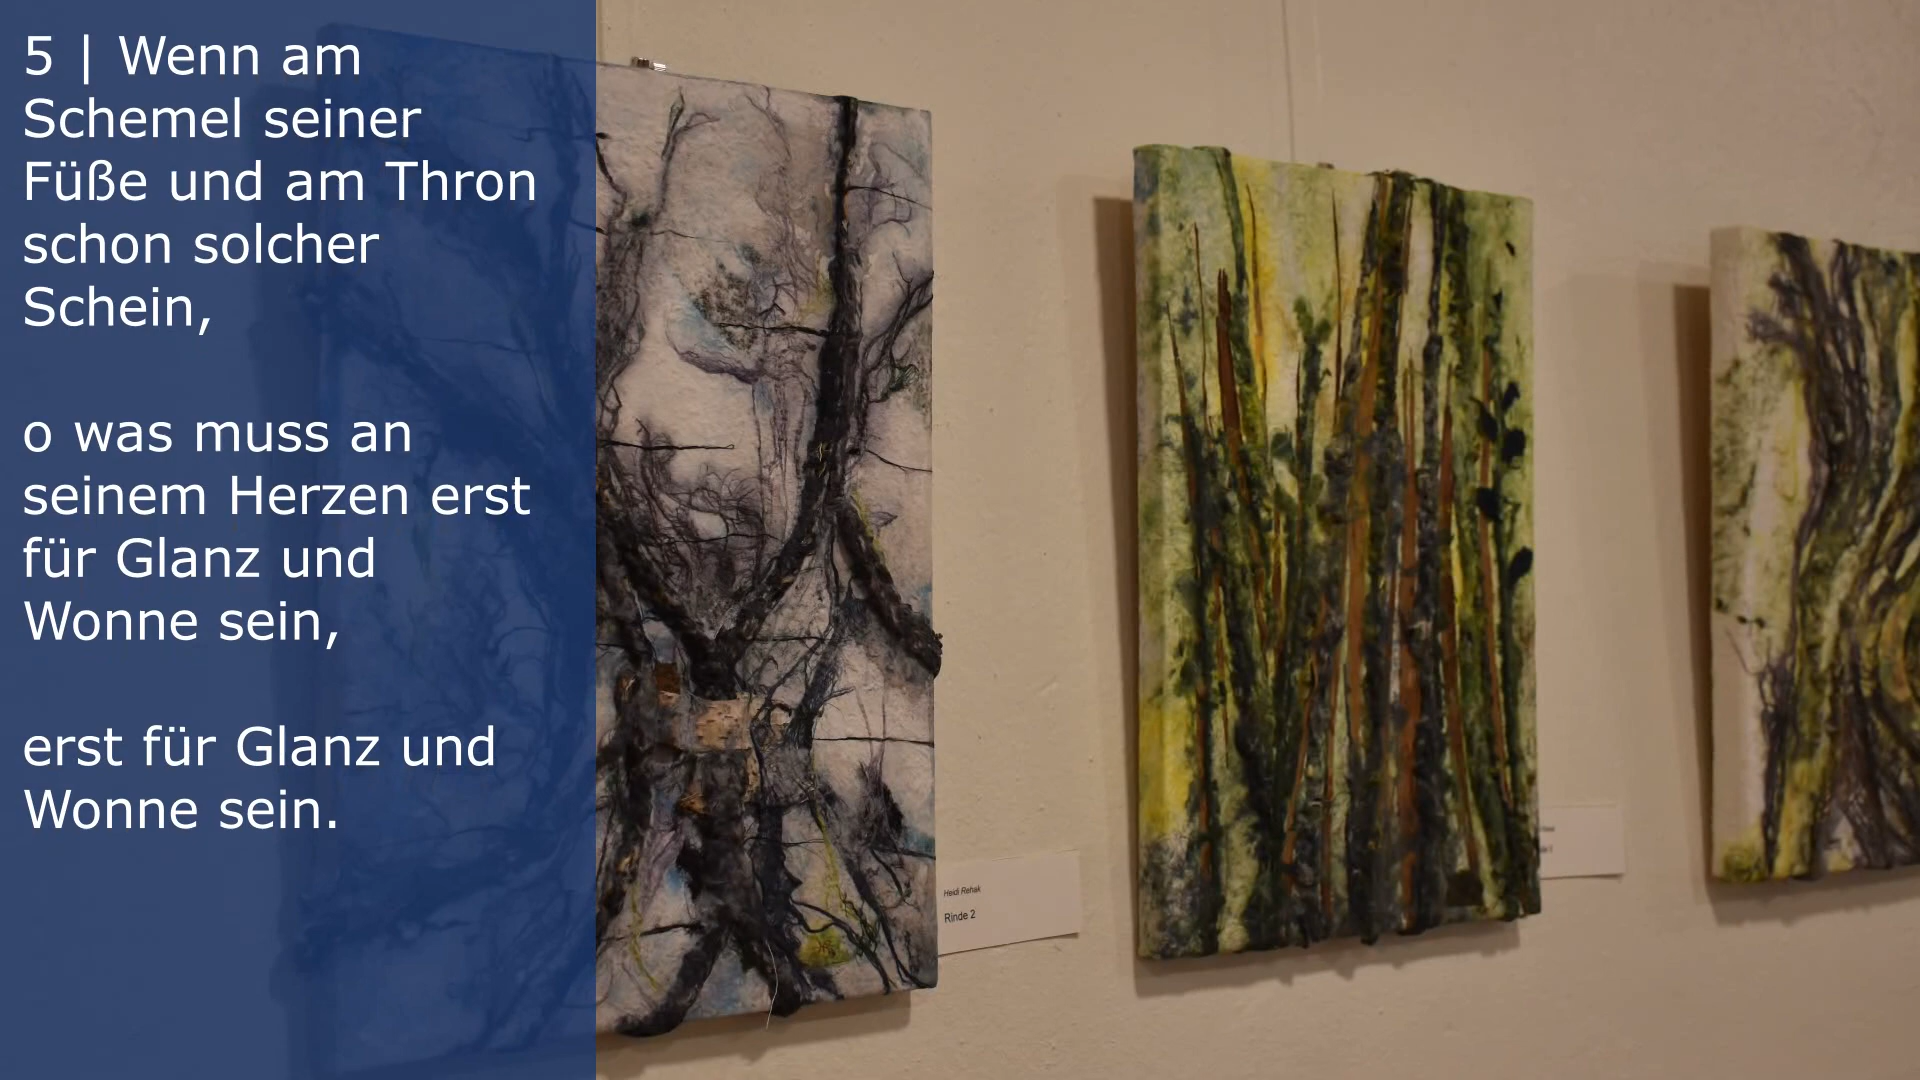 5 | Wenn am
Schemel seiner
Füße und am Thron
schon solcher
Schein,
o was muss an
seinem Herzen erst
für Glanz und
Wonne sein,
erst für Glanz und
Wonne sein.
Heidi Rehak
Rinde 2